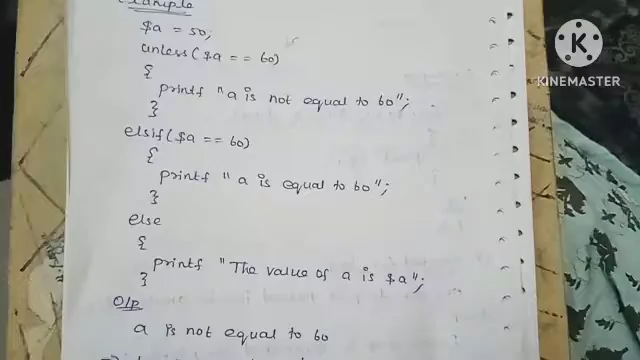 Example
$a = 50;
unless ($a == 60)
{
printf "a is not equal to 60";
}
elsif ($a == 60)
{
printf "a is equal to 60";
}
else
{
printf "The value of a is $a";
}
O/p
a is not equal to 60
K
KINEMASTER